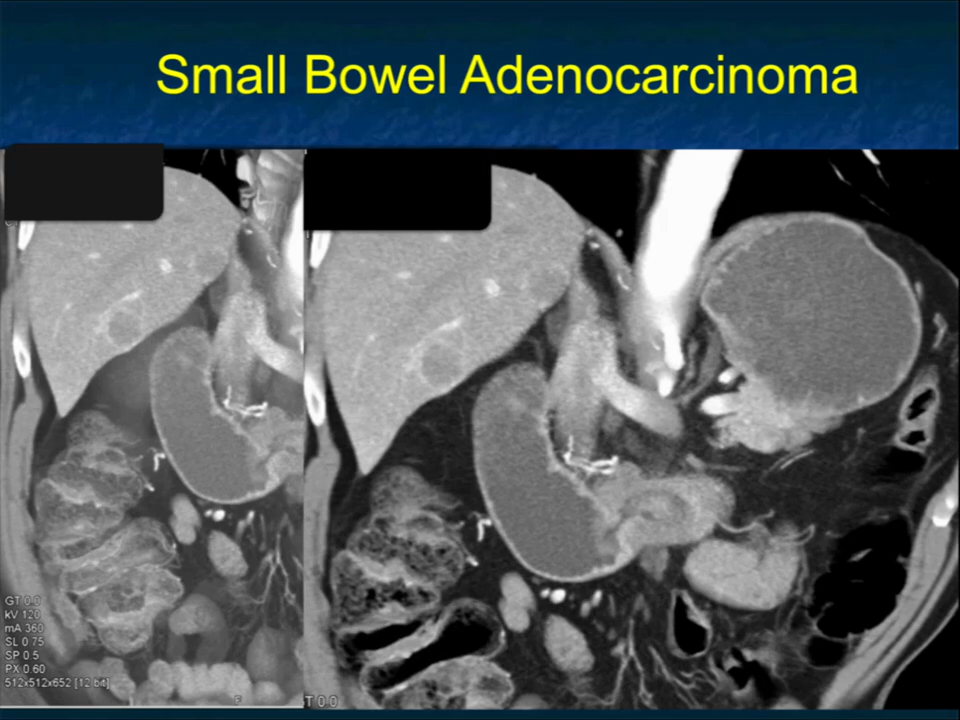 Small Bowel Adenocarcinoma
GT 0.0
kV 120
mA 360
SL 0.75
SP 0.5
PX 0.60
512x512x652 [12 bit]
F
T 0.0